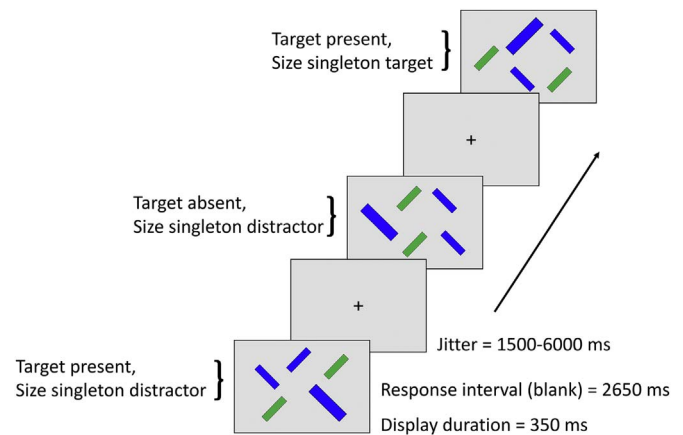 Target present,
Size singleton target
+
Target absent,
Size singleton distractor
+
Jitter = 1500-6000 ms
Target present,
Size singleton distractor
Response interval (blank) = 2650 ms
Display duration = 350 ms